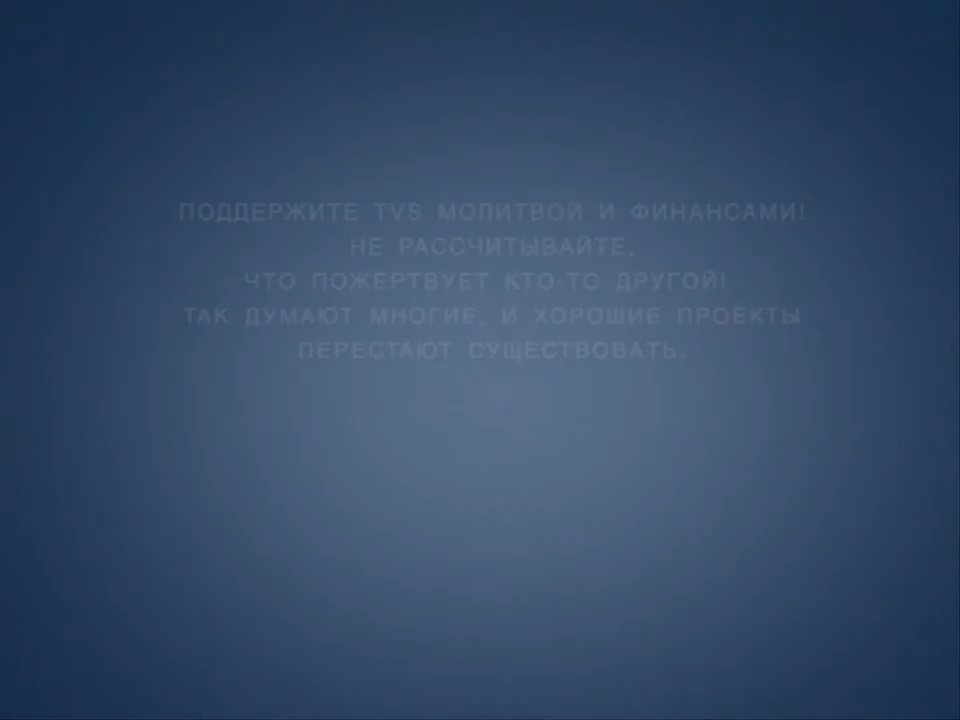 ПОДДЕРЖИТЕ TVS МОЛИТВОЙ И ФИНАНСАМИ!
НЕ РАССЧИТЫВАЙТЕ,
ЧТО ПОЖЕРТВУЕТ КТО-ТО ДРУГОЙ!
ТАК ДУМАЮТ МНОГИЕ, И ХОРОШИЕ ПРОЕКТЫ
ПЕРЕСТАЮТ СУЩЕСТВОВАТЬ.